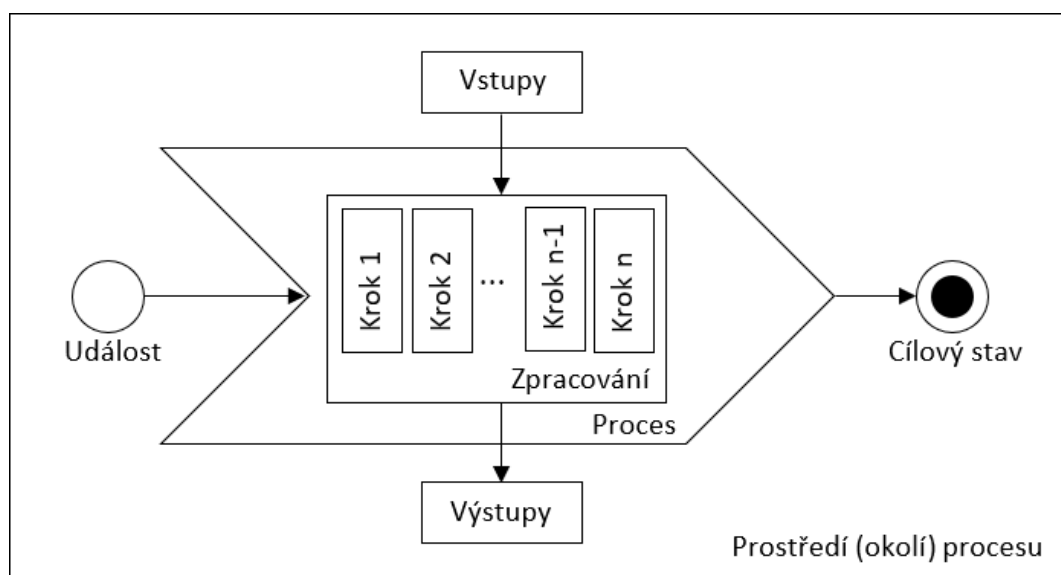 Vstupy
Krok 1
Krok 2
...
Krok n-1
Krok n
Událost
Zpracování
Cílový stav
Proces
Výstupy
Prostředí (okolí) procesu